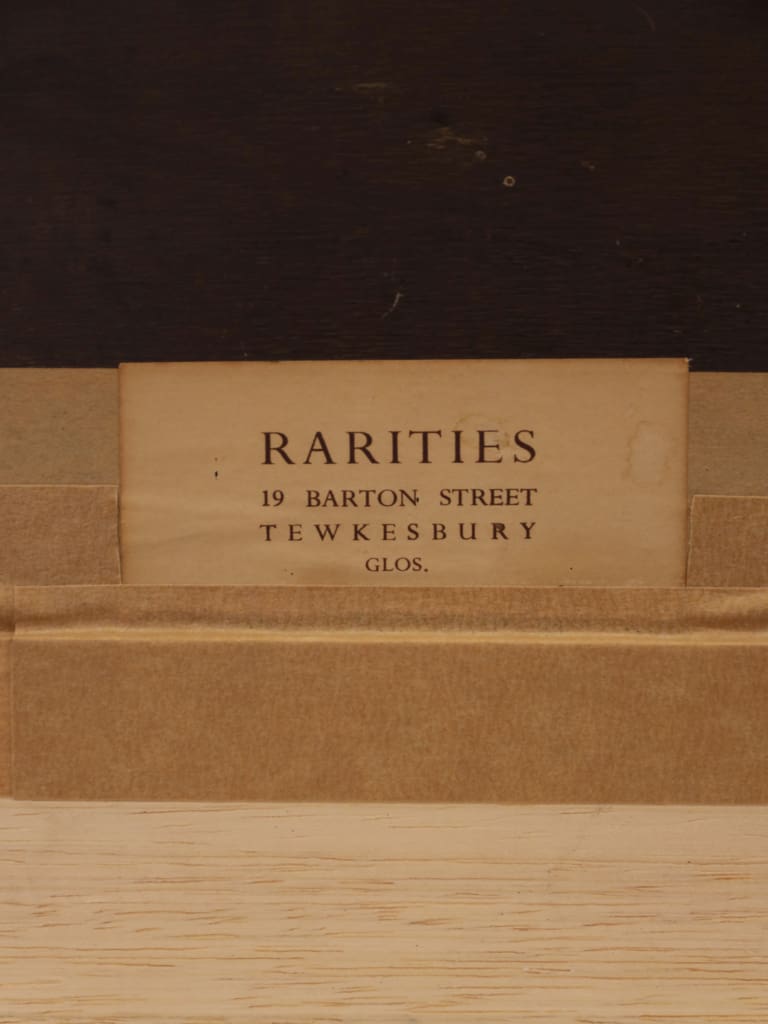 RARITIES
19 BARTON STREET
TEWKESBURY
GLOS.